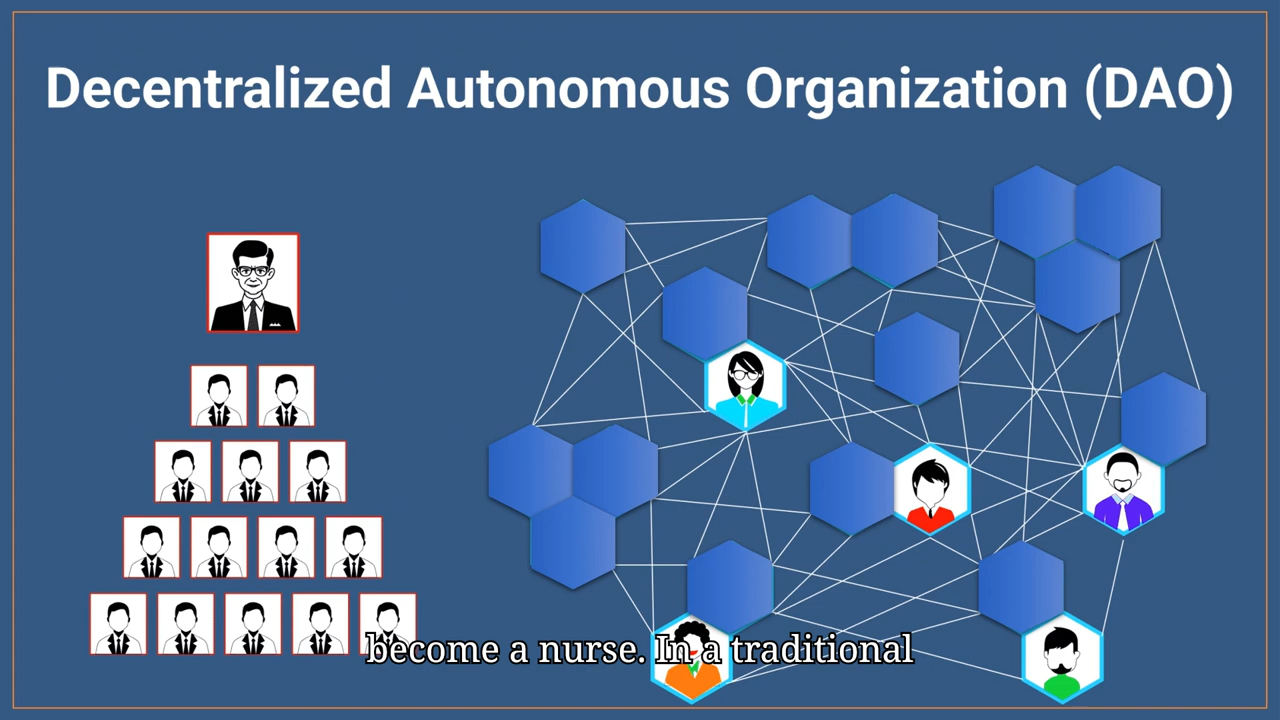 Decentralized Autonomous Organization (DAO)
become a nurse. In a traditional